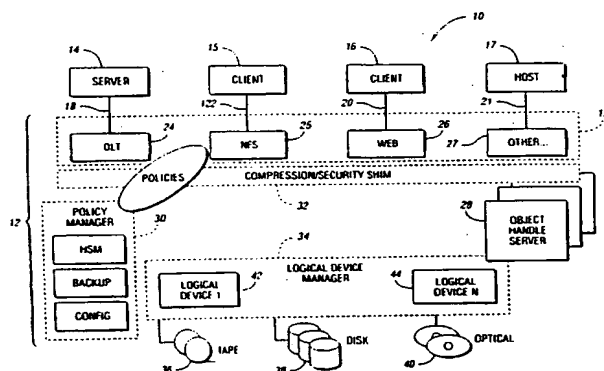 10
14
15
16
17
SERVER
CLIENT
CLIENT
HOST
18
122
20
21
24
25
26
27
DLT
NFS
WEB
OTHER...
POLICIES
COMPRESSION/SECURITY SHIM
12
POLICY
MANAGER
30
32
28
OBJECT
HANDLE
SERVER
HSM
34
BACKUP
CONFIG
42
LOGICAL
DEVICE 1
LOGICAL DEVICE
MANAGER
44
LOGICAL
DEVICE N
TAPE
36
DISK
38
OPTICAL
40